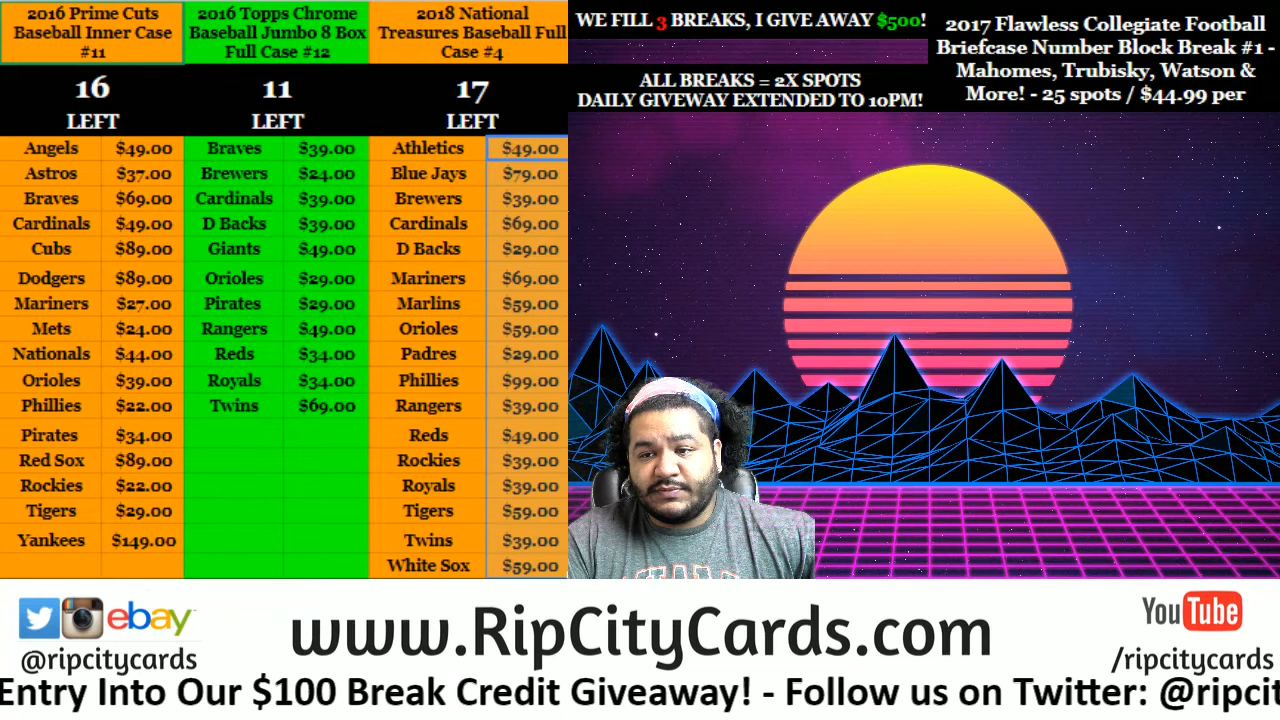 2016 Prime Cuts
Baseball Inner Case
#11
2016 Topps Chrome
Baseball Jumbo 8 Box
Full Case #12
2018 National
Treasures Baseball Full
Case #4
16
LEFT
11
LEFT
17
LEFT
Angels $49.00
Astros $37.00
Braves $69.00
Cardinals $49.00
Cubs $89.00
Dodgers $89.00
Mariners $27.00
Mets $24.00
Nationals $44.00
Orioles $39.00
Phillies $22.00
Pirates $34.00
Red Sox $89.00
Rockies $22.00
Tigers $29.00
Yankees $149.00
Braves $39.00
Brewers $24.00
Cardinals $39.00
D Backs $39.00
Giants $49.00
Orioles $29.00
Pirates $29.00
Rangers $49.00
Reds $34.00
Royals $34.00
Twins $69.00
Athletics $49.00
Blue Jays $79.00
Brewers $39.00
Cardinals $69.00
D Backs $29.00
Mariners $69.00
Marlins $59.00
Orioles $59.00
Padres $29.00
Phillies $99.00
Rangers $39.00
Reds $49.00
Rockies $39.00
Royals $39.00
Tigers $59.00
Twins $39.00
White Sox $59.00
WE FILL 3 BREAKS, I GIVE AWAY $500!
ALL BREAKS = 2X SPOTS
DAILY GIVEWAY EXTENDED TO 10PM!
2017 Flawless Collegiate Football
Briefcase Number Block Break #1 -
Mahomes, Trubisky, Watson &
More! - 25 spots / $44.99 per
ebay
@ripcitycards
www.RipCityCards.com
YouTube
/ripcitycards
Entry Into Our $100 Break Credit Giveaway! - Follow us on Twitter: @ripcit